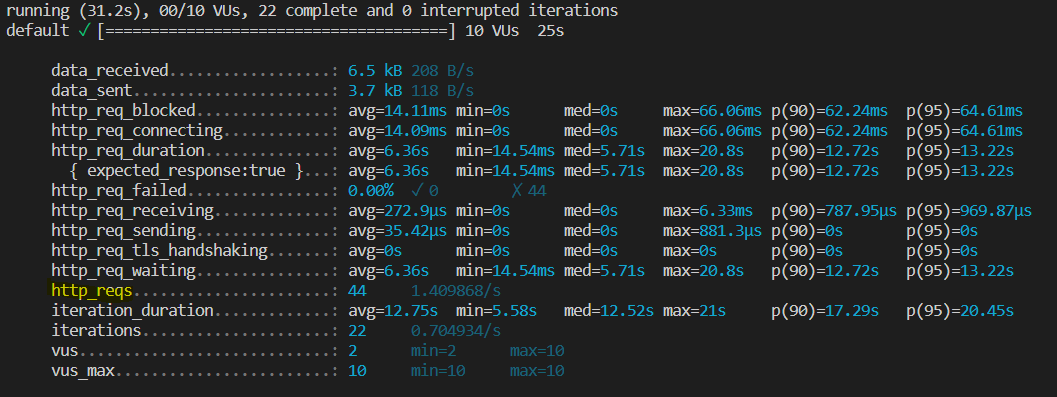 running (31.2s), 00/10 VUs, 22 complete and 0 interrupted iterations
default ✓ [======================================] 10 VUs  25s
data_received..................: 6.5 kB 208 B/s
data_sent......................: 3.7 kB 118 B/s
http_req_blocked...............: avg=14.11ms min=0s      med=0s     max=66.06ms p(90)=62.24ms  p(95)=64.61ms
http_req_connecting............: avg=14.09ms min=0s      med=0s     max=66.06ms p(90)=62.24ms  p(95)=64.61ms
http_req_duration..............: avg=6.36s   min=14.54ms med=5.71s  max=20.8s   p(90)=12.72s   p(95)=13.22s
{ expected_response:true }...: avg=6.36s   min=14.54ms med=5.71s  max=20.8s   p(90)=12.72s   p(95)=13.22s
http_req_failed................: 0.00%  ✓ 0        ✗ 44
http_req_receiving.............: avg=272.9µs min=0s      med=0s     max=6.33ms  p(90)=787.95µs p(95)=969.87µs
http_req_sending...............: avg=35.42µs min=0s      med=0s     max=881.3µs p(90)=0s       p(95)=0s
http_req_tls_handshaking.......: avg=0s      min=0s      med=0s     max=0s      p(90)=0s       p(95)=0s
http_req_waiting...............: avg=6.36s   min=14.54ms med=5.71s  max=20.8s   p(90)=12.72s   p(95)=13.22s
http_reqs......................: 44     1.409868/s
iteration_duration.............: avg=12.75s  min=5.58s   med=12.52s max=21s     p(90)=17.29s   p(95)=20.45s
iterations.....................: 22     0.704934/s
vus............................: 2      min=2      max=10
vus_max........................: 10     min=10     max=10